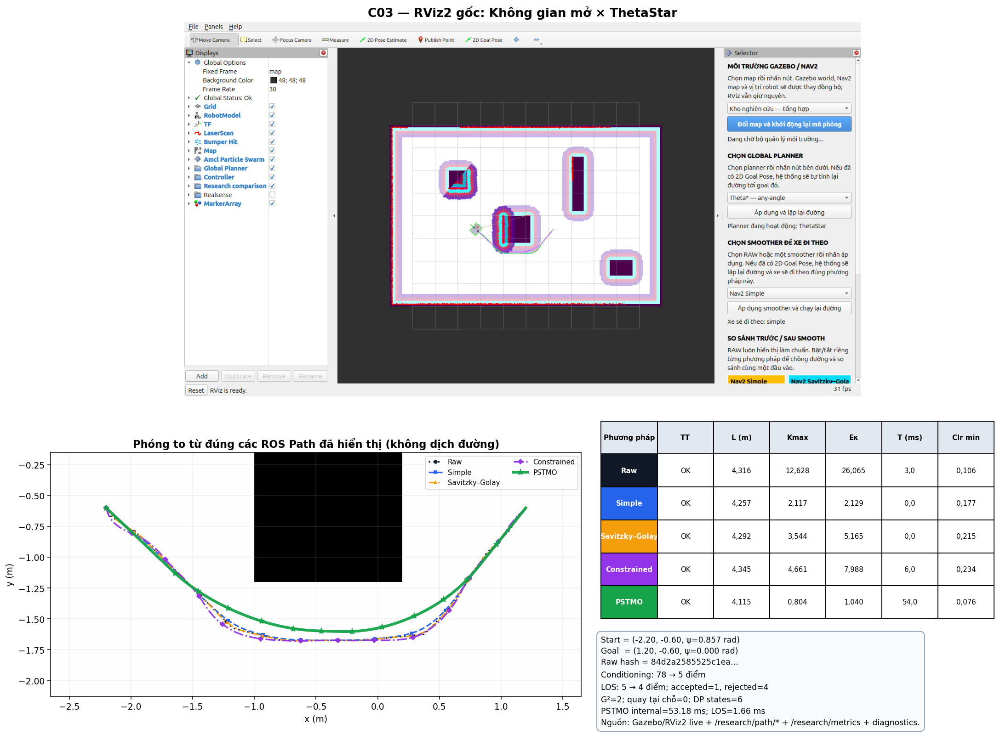 C03 — RViz2 gốc: Không gian mở × ThetaStar
File Panels Help
Move Camera Select Focus Camera Measure 2D Pose Estimate Publish Point 2D Goal Pose
Displays
Global Options
Fixed Frame map
Background Color 48; 48; 48
Frame Rate 30
Global Status: Ok
Grid
RobotModel
TF
LaserScan
Bumper Hit
Map
Amcl Particle Swarm
Global Planner
Controller
Research comparison
Realsense
MarkerArray
Add Duplicate Remove Rename
Reset RViz is ready.
31 fps
Selector
MÔI TRƯỜNG GAZEBO / NAV2
Chọn map rồi nhấn nút. Gazebo world, Nav2
map và vị trí robot sẽ được thay đồng bộ;
RViz vẫn giữ nguyên.
Kho nghiên cứu — tổng hợp
Đổi map và khởi động lại mô phỏng
Đang chờ bộ quản lý môi trường...
CHỌN GLOBAL PLANNER
Chọn planner rồi nhấn nút bên dưới. Nếu đã
có 2D Goal Pose, hệ thống sẽ tự tính lại
đường tới goal đó.
Theta* — any-angle
Áp dụng và lập lại đường
Planner đang hoạt động: ThetaStar
CHỌN SMOOTHER ĐỂ XE ĐI THEO
Chọn RAW hoặc một smoother rồi nhấn áp
dụng. Nếu đã có 2D Goal Pose, hệ thống sẽ
lập lại đường và xe sẽ đi theo đúng phương
pháp này.
Nav2 Simple
Áp dụng smoother và chạy lại đường
Xe sẽ đi theo: simple
SO SÁNH TRƯỚC / SAU SMOOTH
RAW luôn hiển thị làm chuẩn. Bật/tắt riêng
từng phương pháp để chồng đường và so
sánh cùng một đầu vào.
Nav2 Simple Nav2 Savitzky–Gola
Phóng to từ đúng các ROS Path đã hiển thị (không dịch đường)
Raw
Simple
Savitzky–Golay
Constrained
PSTMO
−0.25
−0.50
−0.75
−1.00
−1.25
−1.50
−1.75
−2.00
y (m)
−2.5 −2.0 −1.5 −1.0 −0.5 0.0 0.5 1.0 1.5
x (m)
Phương pháp TT L (m) Kmax Eκ T (ms) Clr min
Raw OK 4,316 12,628 26,065 3,0 0,106
Simple OK 4,257 2,117 2,129 0,0 0,177
Savitzky–Golay OK 4,292 3,544 5,165 0,0 0,215
Constrained OK 4,345 4,661 7,988 6,0 0,234
PSTMO OK 4,115 0,804 1,040 54,0 0,076
Start = (-2.20, -0.60, ψ=0.857 rad)
Goal  = (1.20, -0.60, ψ=0.000 rad)
Raw hash = 84d2a2585525c1ea…
Conditioning: 78 → 5 điểm
LOS: 5 → 4 điểm; accepted=1, rejected=4
G²=2; quay tại chỗ=0; DP states=6
PSTMO internal=53.18 ms; LOS=1.66 ms
Nguồn: Gazebo/RViz2 live + /research/path/* + /research/metrics + diagnostics.